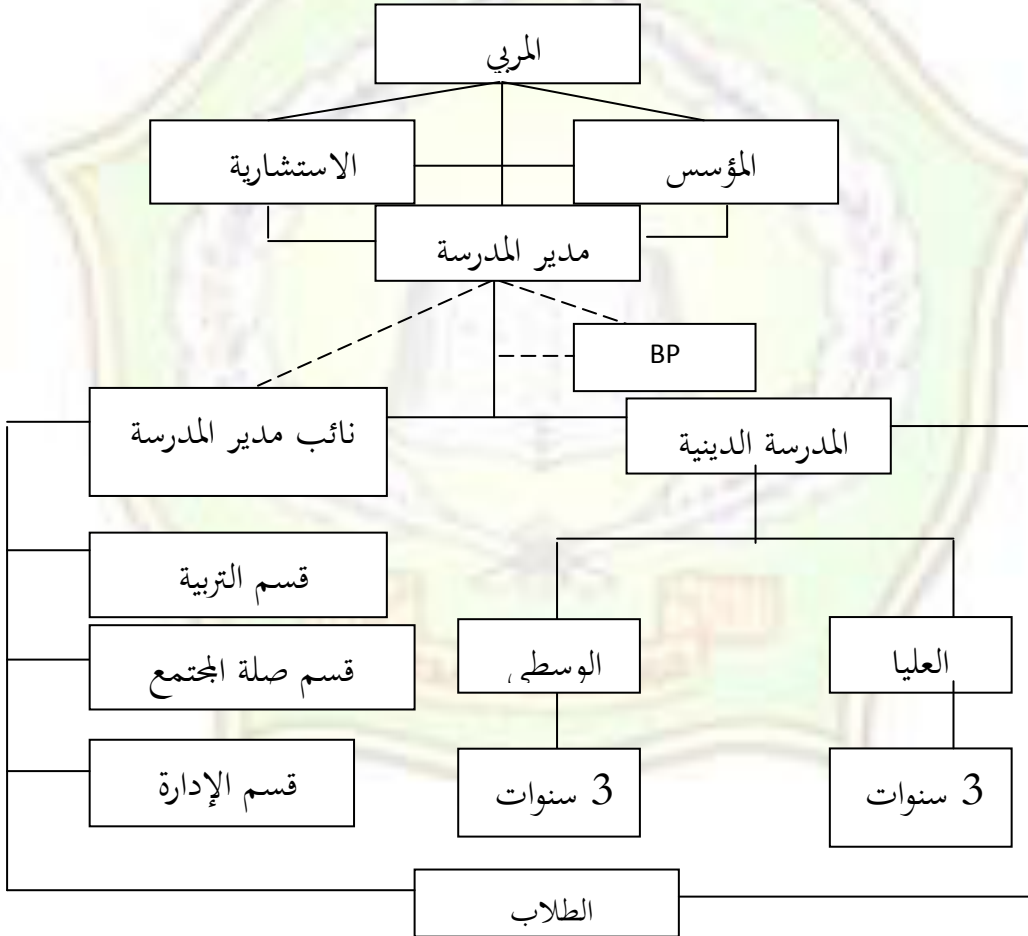 المربي
المؤسس
الاستشارية
مدير المدرسة
BP
المدرسة الدينية
نائب مدير المدرسة
قسم التربية
العليا
الوسطى
قسم صلة المجتمع
3 سنوات
3 سنوات
قسم الإدارة
الطلاب